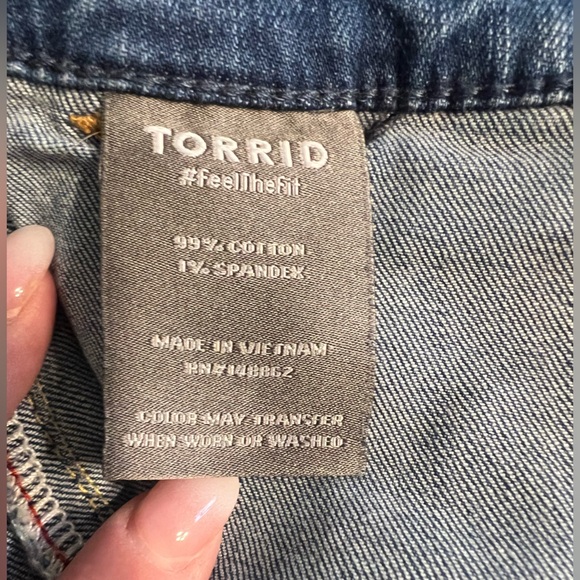 TORRID
#FeelTheFit
99% COTTON
1% SPANDEX
MADE IN VIETNAM
RN#148862
COLOR MAY TRANSFER
WHEN WORN OR WASHED